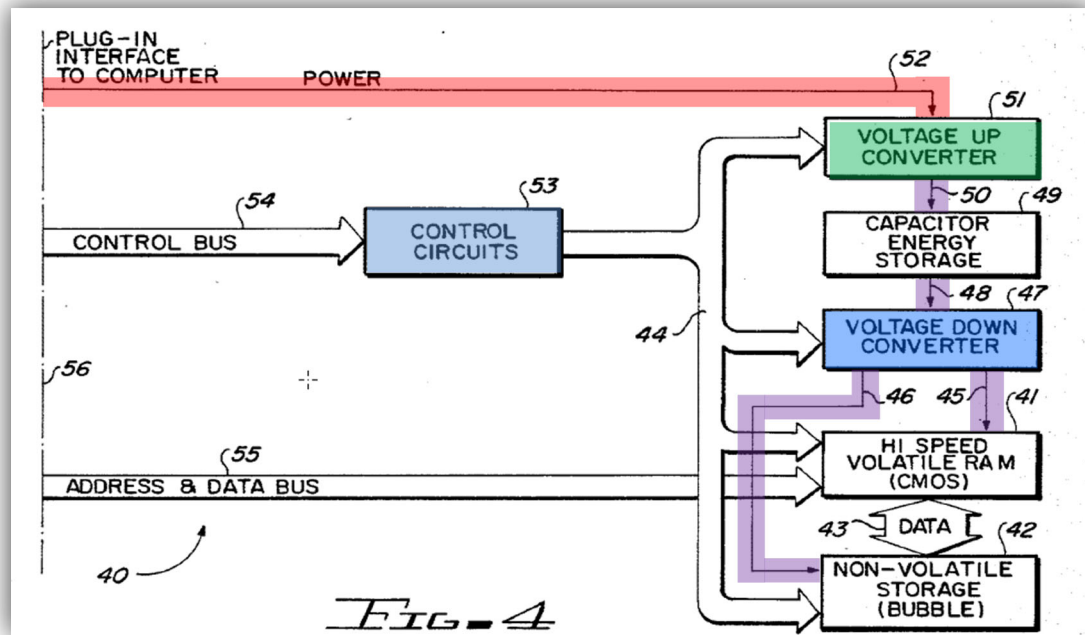 PLUG-IN
INTERFACE
TO COMPUTER
POWER
52
51
VOLTAGE UP
CONVERTER
50
49
53
54
CONTROL BUS
CONTROL
CIRCUITS
CAPACITOR
ENERGY
STORAGE
48
47
44
VOLTAGE DOWN
CONVERTER
56
46
45
41
55
ADDRESS & DATA BUS
HI SPEED
VOLATILE RAM
(CMOS)
43
DATA
42
40
NON-VOLATILE
STORAGE
(BUBBLE)
FIG-4